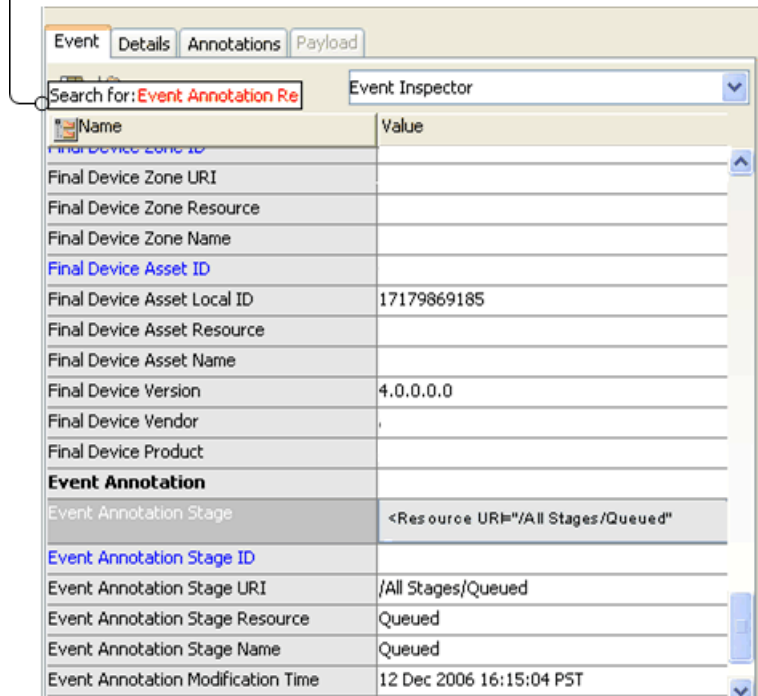 Event Details Annotations Payload
Search for:Event Annotation Re
Event Inspector
Name Value
Final Device Zone ID
Final Device Zone URI
Final Device Zone Resource
Final Device Zone Name
Final Device Asset ID
Final Device Asset Local ID 17179869185
Final Device Asset Resource
Final Device Asset Name
Final Device Version 4.0.0.0.0
Final Device Vendor
Final Device Product
Event Annotation
Event Annotation Stage <Resource URI="/All Stages/Queued"
Event Annotation Stage ID
Event Annotation Stage URI /All Stages/Queued
Event Annotation Stage Resource Queued
Event Annotation Stage Name Queued
Event Annotation Modification Time 12 Dec 2006 16:15:04 PST